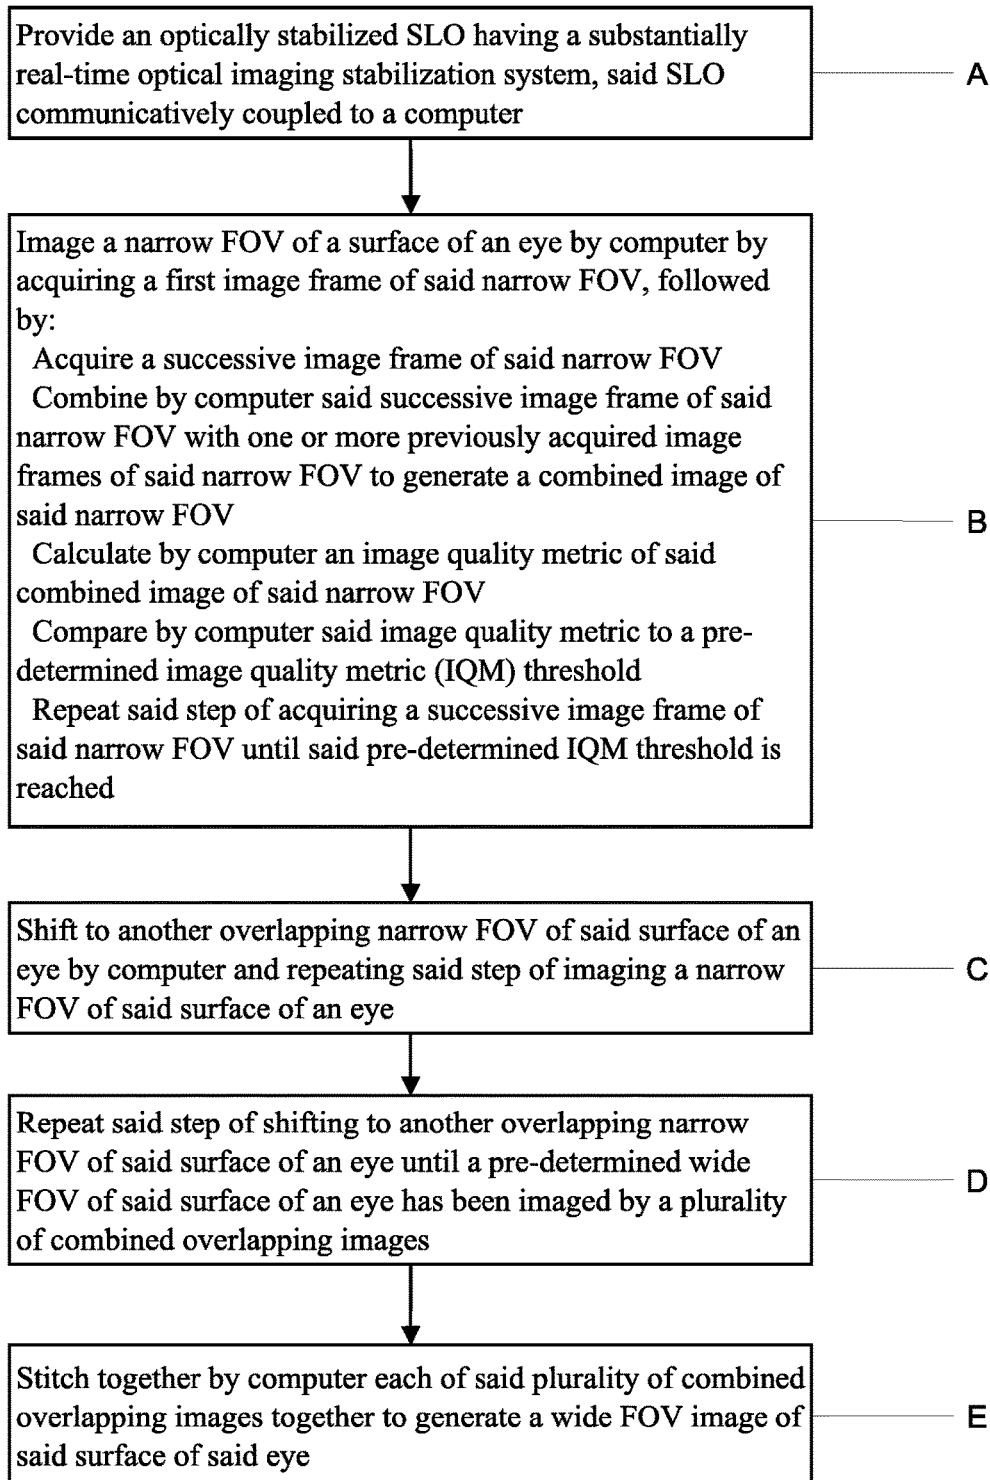 Provide an optically stabilized SLO having a substantially
real-time optical imaging stabilization system, said SLO
communicatively coupled to a computer
A
Image a narrow FOV of a surface of an eye by computer by
acquiring a first image frame of said narrow FOV, followed
by:
Acquire a successive image frame of said narrow FOV
Combine by computer said successive image frame of said
narrow FOV with one or more previously acquired image
frames of said narrow FOV to generate a combined image of
said narrow FOV
Calculate by computer an image quality metric of said
combined image of said narrow FOV
Compare by computer said image quality metric to a pre-
determined image quality metric (IQM) threshold
Repeat said step of acquiring a successive image frame of
said narrow FOV until said pre-determined IQM threshold is
reached
B
Shift to another overlapping narrow FOV of said surface of an
eye by computer and repeating said step of imaging a narrow
FOV of said surface of an eye
C
Repeat said step of shifting to another overlapping narrow
FOV of said surface of an eye until a pre-determined wide
FOV of said surface of an eye has been imaged by a plurality
of combined overlapping images
D
Stitch together by computer each of said plurality of combined
overlapping images together to generate a wide FOV image of
said surface of said eye
E